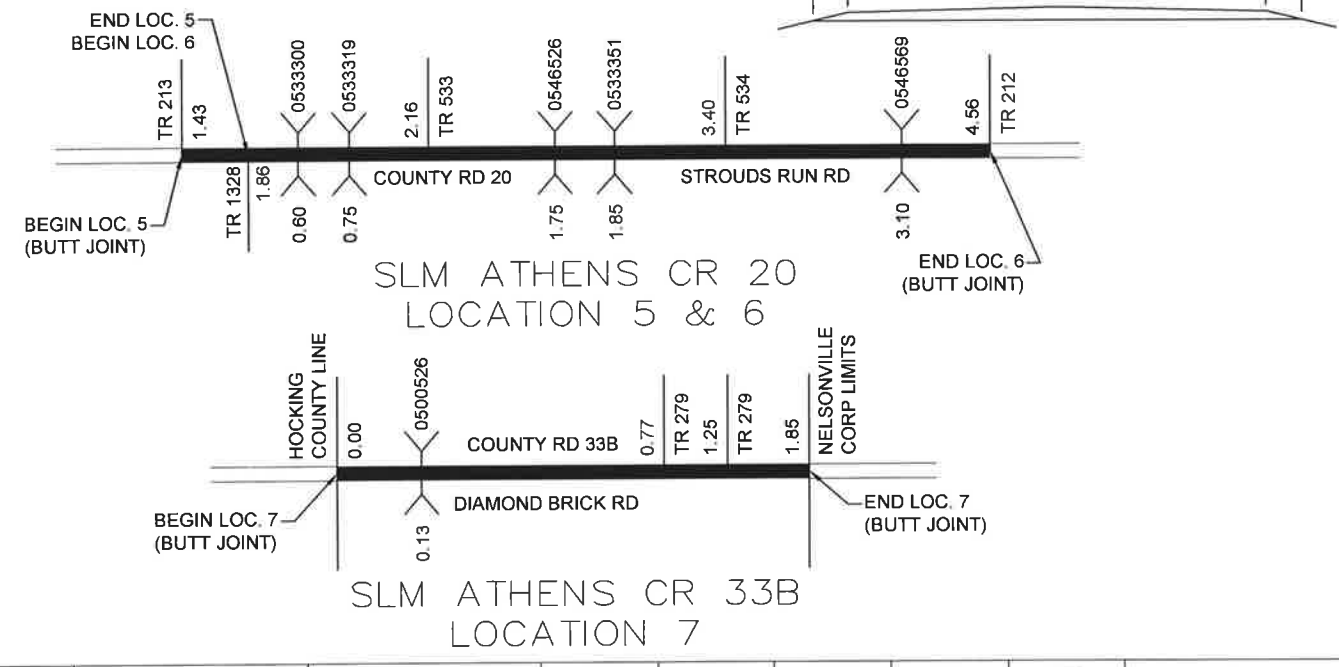 END LOC. 5
BEGIN LOC. 6
TR 213
1.43
0533300
0533319
2.16
TR 533
0546526
0533351
3.40
TR 534
0546569
4.56
TR 212
BEGIN LOC. 5
(BUTT JOINT)
TR 1328
1.86
0.60
0.75
COUNTY RD 20
1.75
1.85
STROUDS RUN RD
3.10
END LOC. 6
(BUTT JOINT)
SLM ATHENS CR 20
LOCATION 5 & 6
HOCKING
COUNTY LINE
0.00
0500526
COUNTY RD 33B
0.77
TR 279
1.25
TR 279
1.85
NELSONVILLE
CORP LIMITS
BEGIN LOC. 7
(BUTT JOINT)
0.13
DIAMOND BRICK RD
END LOC. 7
(BUTT JOINT)
SLM ATHENS CR 33B
LOCATION 7